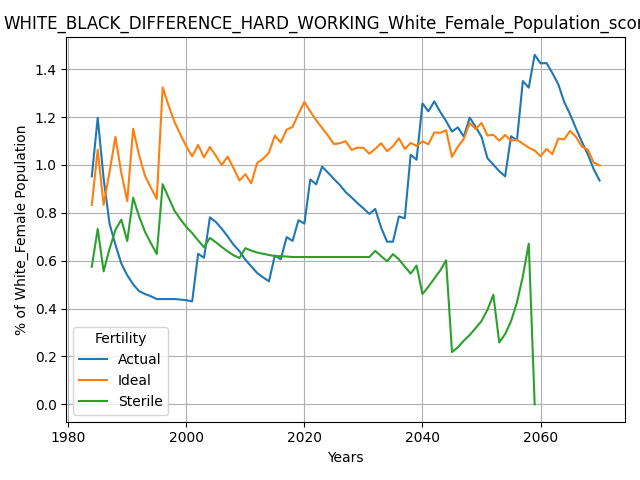 WHITE_BLACK_DIFFERENCE_HARD_WORKING_White_Female_Population_scor
% of White_Female Population
1.4
1.2
1.0
0.8
0.6
0.4
0.2
0.0
Fertility
Actual
Ideal
Sterile
1980
2000
2020
2040
2060
Years